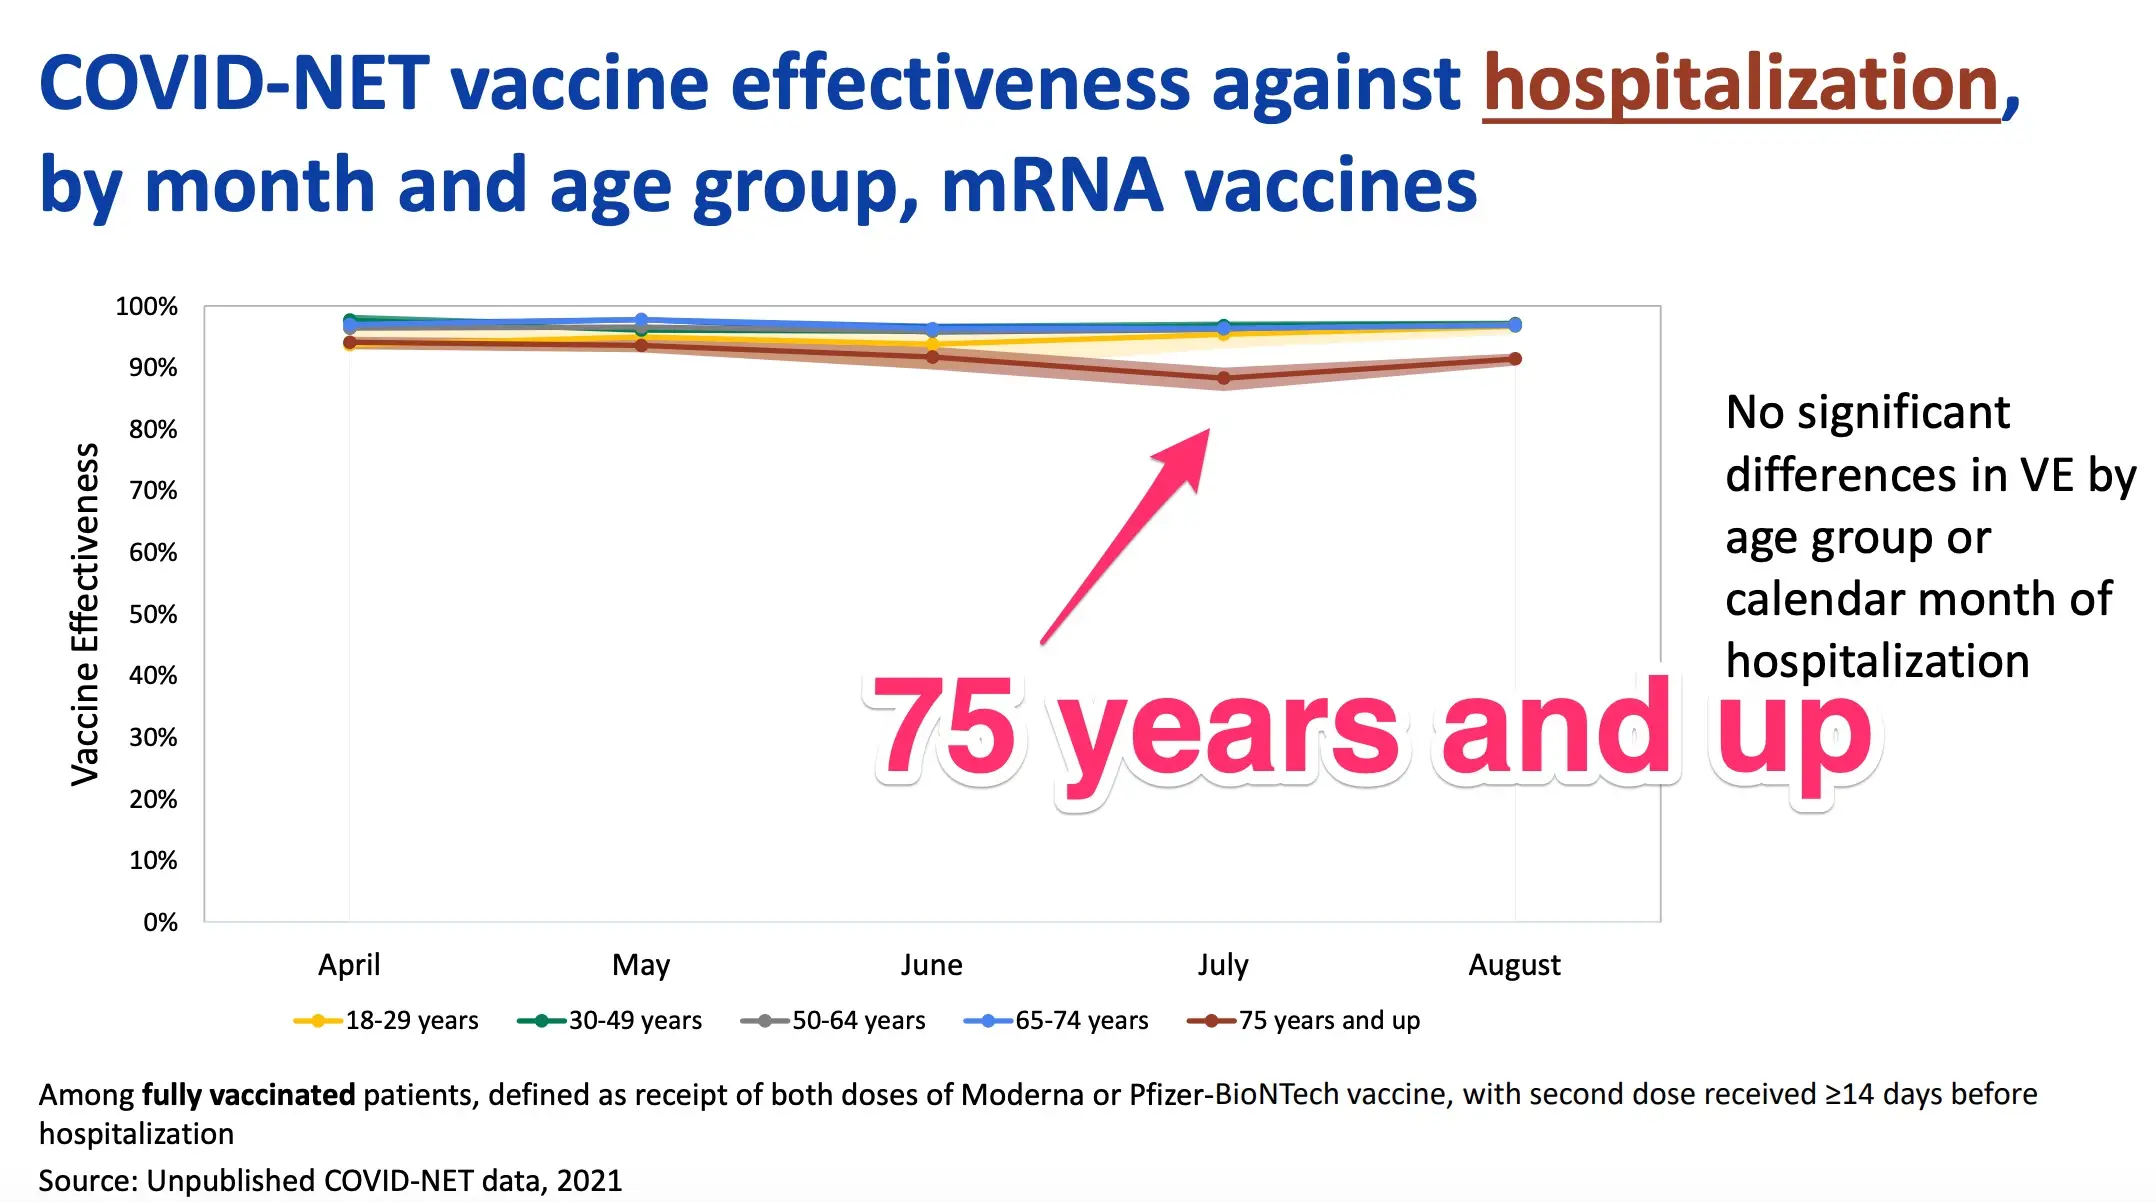 COVID-NET vaccine effectiveness against hospitalization,
by month and age group, mRNA vaccines
100%
90%
80%
70%
60%
50%
40%
30%
20%
10%
0%
Vaccine Effectiveness
April May June July August
75 years and up
18-29 years 30-49 years 50-64 years 65-74 years 75 years and up
No significant
differences in VE by
age group or
calendar month of
hospitalization
Among fully vaccinated patients, defined as receipt of both doses of Moderna or Pfizer-BioNTech vaccine, with second dose received ≥14 days before
hospitalization
Source: Unpublished COVID-NET data, 2021